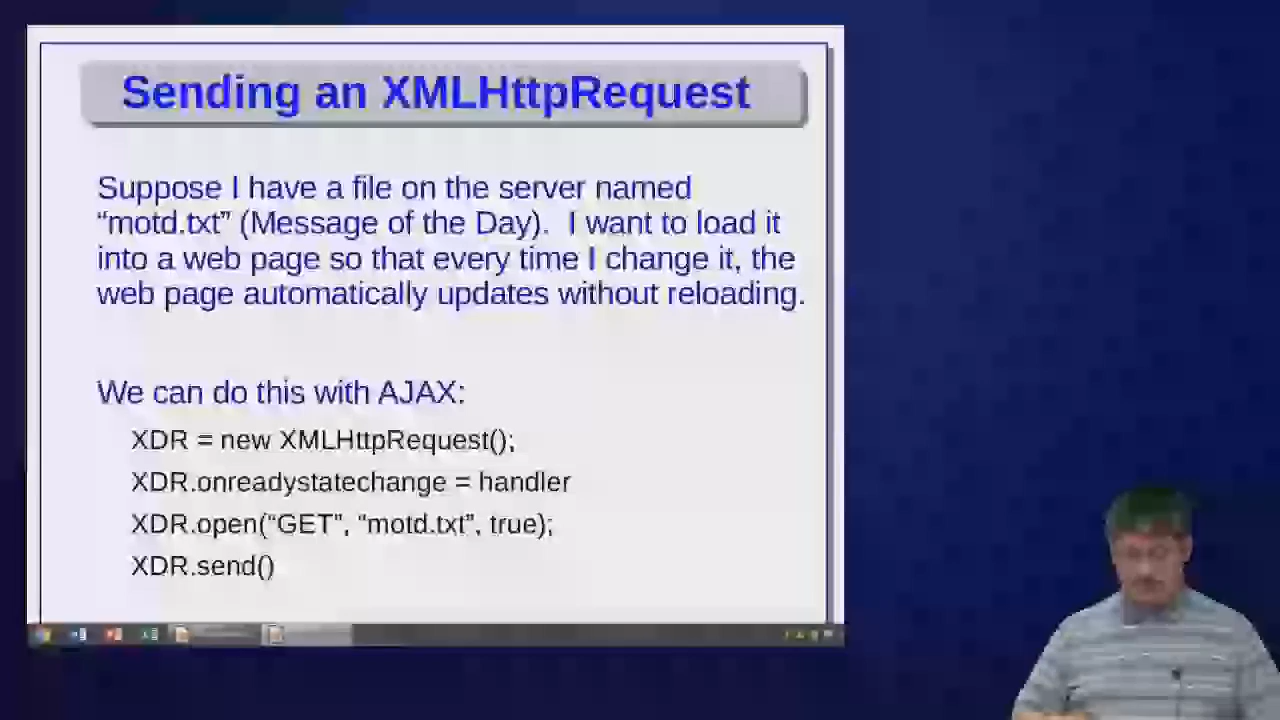 Sending an XMLHttpRequest
Suppose I have a file on the server named
“motd.txt” (Message of the Day).  I want to load it
into a web page so that every time I change it, the
web page automatically updates without reloading.
We can do this with AJAX:
XDR = new XMLHttpRequest();
XDR.onreadystatechange = handler
XDR.open(“GET”, “motd.txt”, true);
XDR.send()